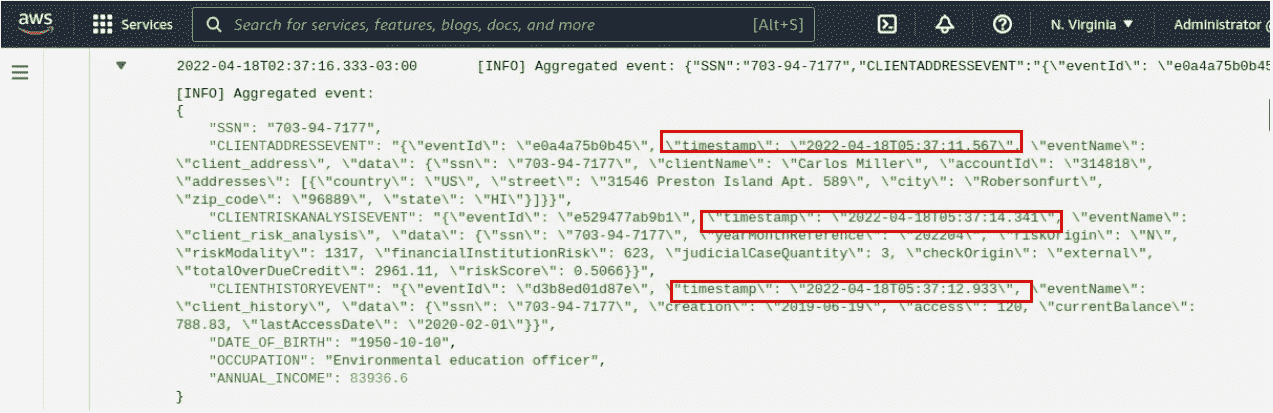 aws Services Search for services, features, blogs, docs, and more [Alt+S] N. Virginia ▼ Administrator @
2022-04-18T02:37:16.333-03:00 [INFO] Aggregated event: {"SSN":"703-94-7177","CLIENTADDRESSEVENT":"{\"eventId\": \"e0a4a75b0b45
[INFO] Aggregated event:
{
"SSN": "703-94-7177",
"CLIENTADDRESSEVENT": "{\"eventId\": \"e0a4a75b0b45\", \"timestamp\": \"2022-04-18T05:37:11.567\", \"eventName\":
\"client_address\", \"data\": {\"ssn\": \"703-94-7177\", \"clientName\": \"Carlos Miller\", \"accountId\": \"314818\",
\"addresses\": [{\"country\": \"US\", \"street\": \"31546 Preston Island Apt. 589\", \"city\": \"Robersonfurt\",
\"zip_code\": \"96889\", \"state\": \"HI\"}]}}",
"CLIENTRISKANALYSISEVENT": "{\"eventId\": \"e529477ab9b1\", \"timestamp\": \"2022-04-18T05:37:14.341\", \"eventName\":
\"client_risk_analysis\", \"data\": {\"ssn\": \"703-94-7177\", \"yearMonthReference\": \"202204\", \"riskOrigin\": \"N\",
\"riskModality\": 1317, \"financialInstitutionRisk\": 623, \"judicialCaseQuantity\": 3, \"checkOrigin\": \"external\",
\"totalOverDueCredit\": 2961.11, \"riskScore\": 0.5066}}",
"CLIENTHISTORYEVENT": "{\"eventId\": \"d3b8ed01d87e\", \"timestamp\": \"2022-04-18T05:37:12.933\", \"eventName\":
\"client_history\", \"data\": {\"ssn\": \"703-94-7177\", \"creation\": \"2019-06-19\", \"access\": 120, \"currentBalance\":
788.83, \"lastAccessDate\": \"2020-02-01\"}}",
"DATE_OF_BIRTH": "1950-10-10",
"OCCUPATION": "Environmental education officer",
"ANNUAL_INCOME": 83936.6
}